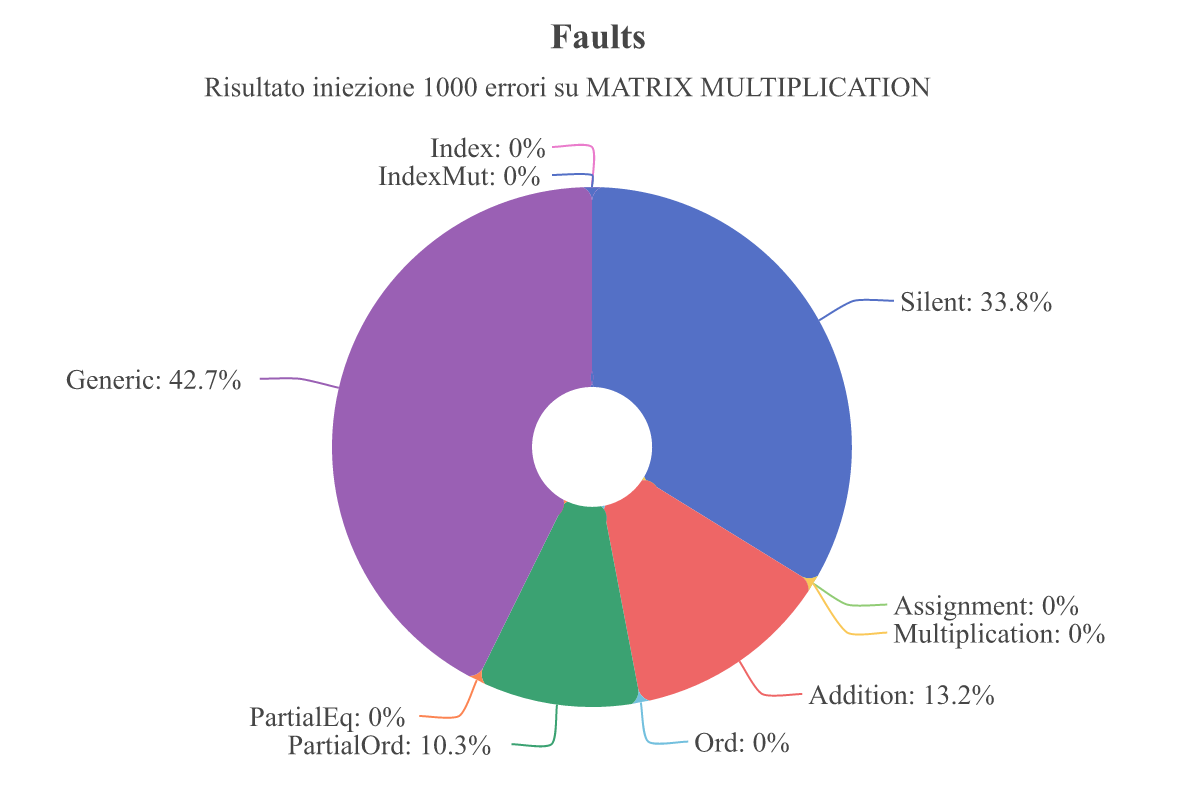 Faults
Risultato iniezione 1000 errori su MATRIX MULTIPLICATION
Index: 0%
IndexMut: 0%
Silent: 33.8%
Generic: 42.7%
Assignment: 0%
Multiplication: 0%
Addition: 13.2%
PartialEq: 0%
Ord: 0%
PartialOrd: 10.3%